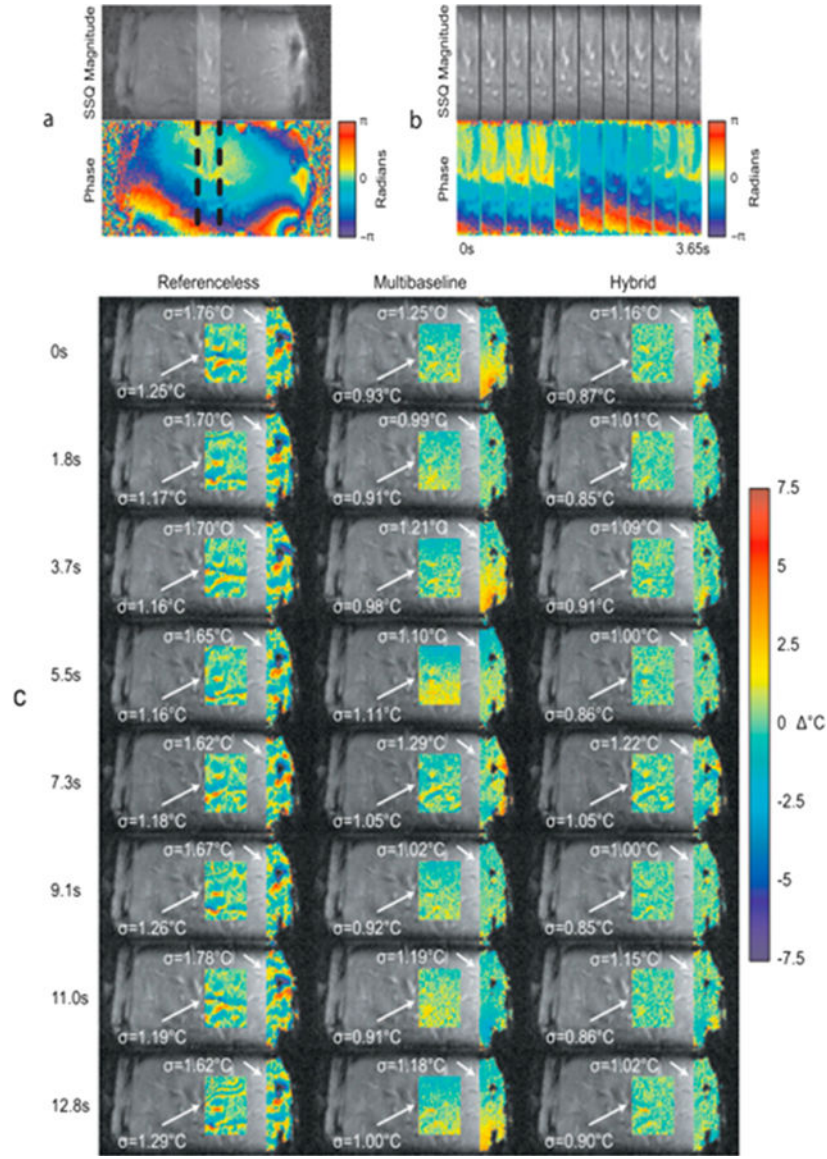 SSQ Magnitude
a
Phase
π
0
-π
Radians
SSQ Magnitude
b
Phase
π
0
-π
Radians
0s
3.65s
Referenceless
Multibaseline
Hybrid
c
0s
σ=1.76°C
σ=1.25°C
σ=1.25°C
σ=0.93°C
σ=1.16°C
σ=0.87°C
1.8s
σ=1.70°C
σ=1.17°C
σ=0.99°C
σ=0.91°C
σ=1.01°C
σ=0.85°C
3.7s
σ=1.70°C
σ=1.16°C
σ=1.21°C
σ=0.98°C
σ=1.09°C
σ=0.91°C
5.5s
σ=1.65°C
σ=1.16°C
σ=1.10°C
σ=1.11°C
σ=1.00°C
σ=0.86°C
7.3s
σ=1.62°C
σ=1.18°C
σ=1.29°C
σ=1.05°C
σ=1.22°C
σ=1.05°C
9.1s
σ=1.67°C
σ=1.26°C
σ=1.02°C
σ=0.92°C
σ=1.00°C
σ=0.85°C
11.0s
σ=1.78°C
σ=1.19°C
σ=1.19°C
σ=0.91°C
σ=1.15°C
σ=0.86°C
12.8s
σ=1.62°C
σ=1.29°C
σ=1.18°C
σ=1.00°C
σ=1.02°C
σ=0.90°C
7.5
5
2.5
0 Δ°C
-2.5
-5
-7.5